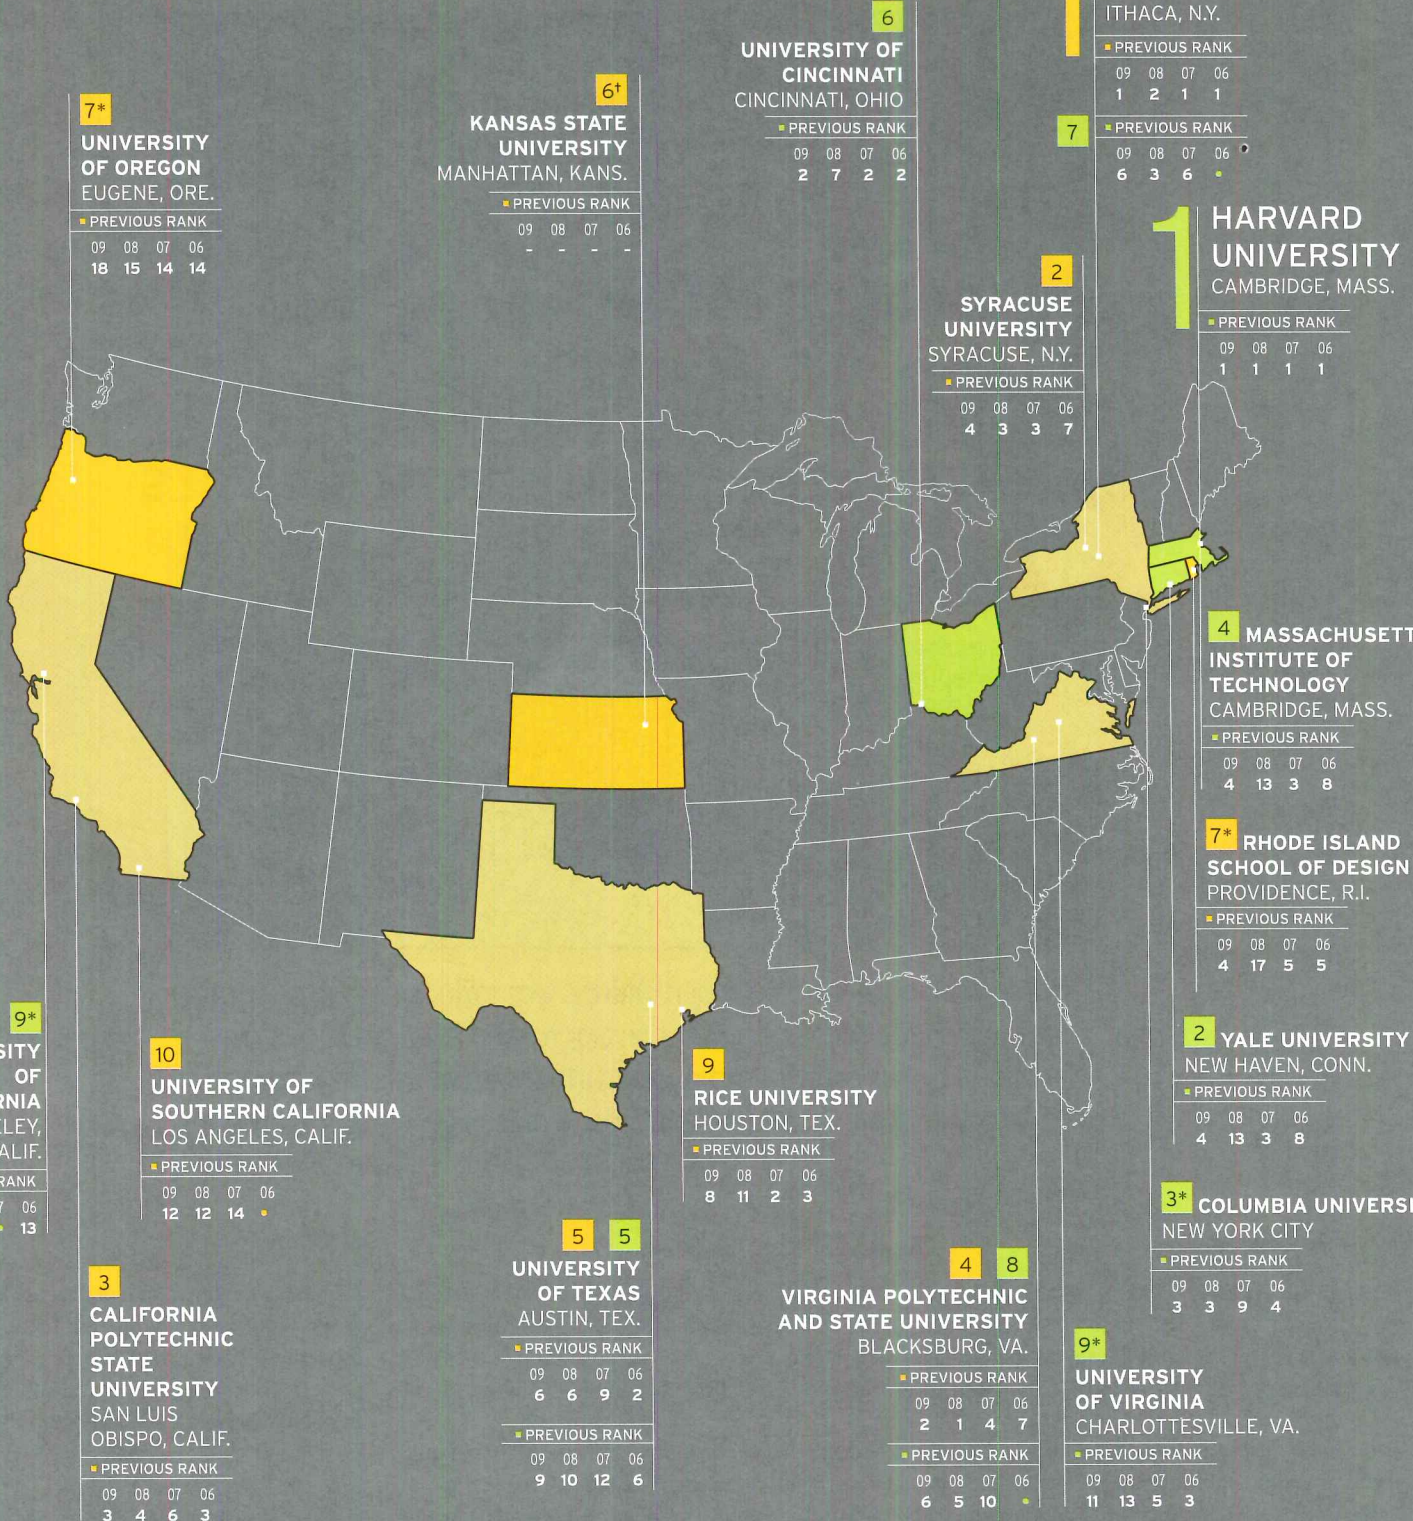 6
UNIVERSITY OF
CINCINNATI
CINCINNATI, OHIO
PREVIOUS RANK
09 08 07 06
2 7 2 2
ITHACA, N.Y.
PREVIOUS RANK
09 08 07 06
1 2 1 1
7
PREVIOUS RANK
09 08 07 06
6 3 6 •
7*
UNIVERSITY
OF OREGON
EUGENE, ORE.
PREVIOUS RANK
09 08 07 06
18 15 14 14
6†
KANSAS STATE
UNIVERSITY
MANHATTAN, KANS.
PREVIOUS RANK
09 08 07 06
- - - -
1 HARVARD
UNIVERSITY
CAMBRIDGE, MASS.
PREVIOUS RANK
09 08 07 06
1 1 1 1
2
SYRACUSE
UNIVERSITY
SYRACUSE, N.Y.
PREVIOUS RANK
09 08 07 06
4 3 3 7
4 MASSACHUSETT
INSTITUTE OF
TECHNOLOGY
CAMBRIDGE, MASS.
PREVIOUS RANK
09 08 07 06
4 13 3 8
7* RHODE ISLAND
SCHOOL OF DESIGN
PROVIDENCE, R.I.
PREVIOUS RANK
09 08 07 06
4 17 5 5
9*
SITY
OF
RNIA
LEY,
ALIF.
RANK
7 06
• 13
10
UNIVERSITY OF
SOUTHERN CALIFORNIA
LOS ANGELES, CALIF.
PREVIOUS RANK
09 08 07 06
12 12 14 •
9
RICE UNIVERSITY
HOUSTON, TEX.
PREVIOUS RANK
09 08 07 06
8 11 2 3
2 YALE UNIVERSITY
NEW HAVEN, CONN.
PREVIOUS RANK
09 08 07 06
4 13 3 8
3* COLUMBIA UNIVERSI
NEW YORK CITY
PREVIOUS RANK
09 08 07 06
3 3 9 4
3
CALIFORNIA
POLYTECHNIC
STATE
UNIVERSITY
SAN LUIS
OBISPO, CALIF.
PREVIOUS RANK
09 08 07 06
3 4 6 3
5 5
UNIVERSITY
OF TEXAS
AUSTIN, TEX.
PREVIOUS RANK
09 08 07 06
6 6 9 2
PREVIOUS RANK
09 08 07 06
9 10 12 6
4 8
VIRGINIA POLYTECHNIC
AND STATE UNIVERSITY
BLACKSBURG, VA.
PREVIOUS RANK
09 08 07 06
2 1 4 7
PREVIOUS RANK
09 08 07 06
6 5 10 •
9*
UNIVERSITY
OF VIRGINIA
CHARLOTTESVILLE, VA.
PREVIOUS RANK
09 08 07 06
11 13 5 3